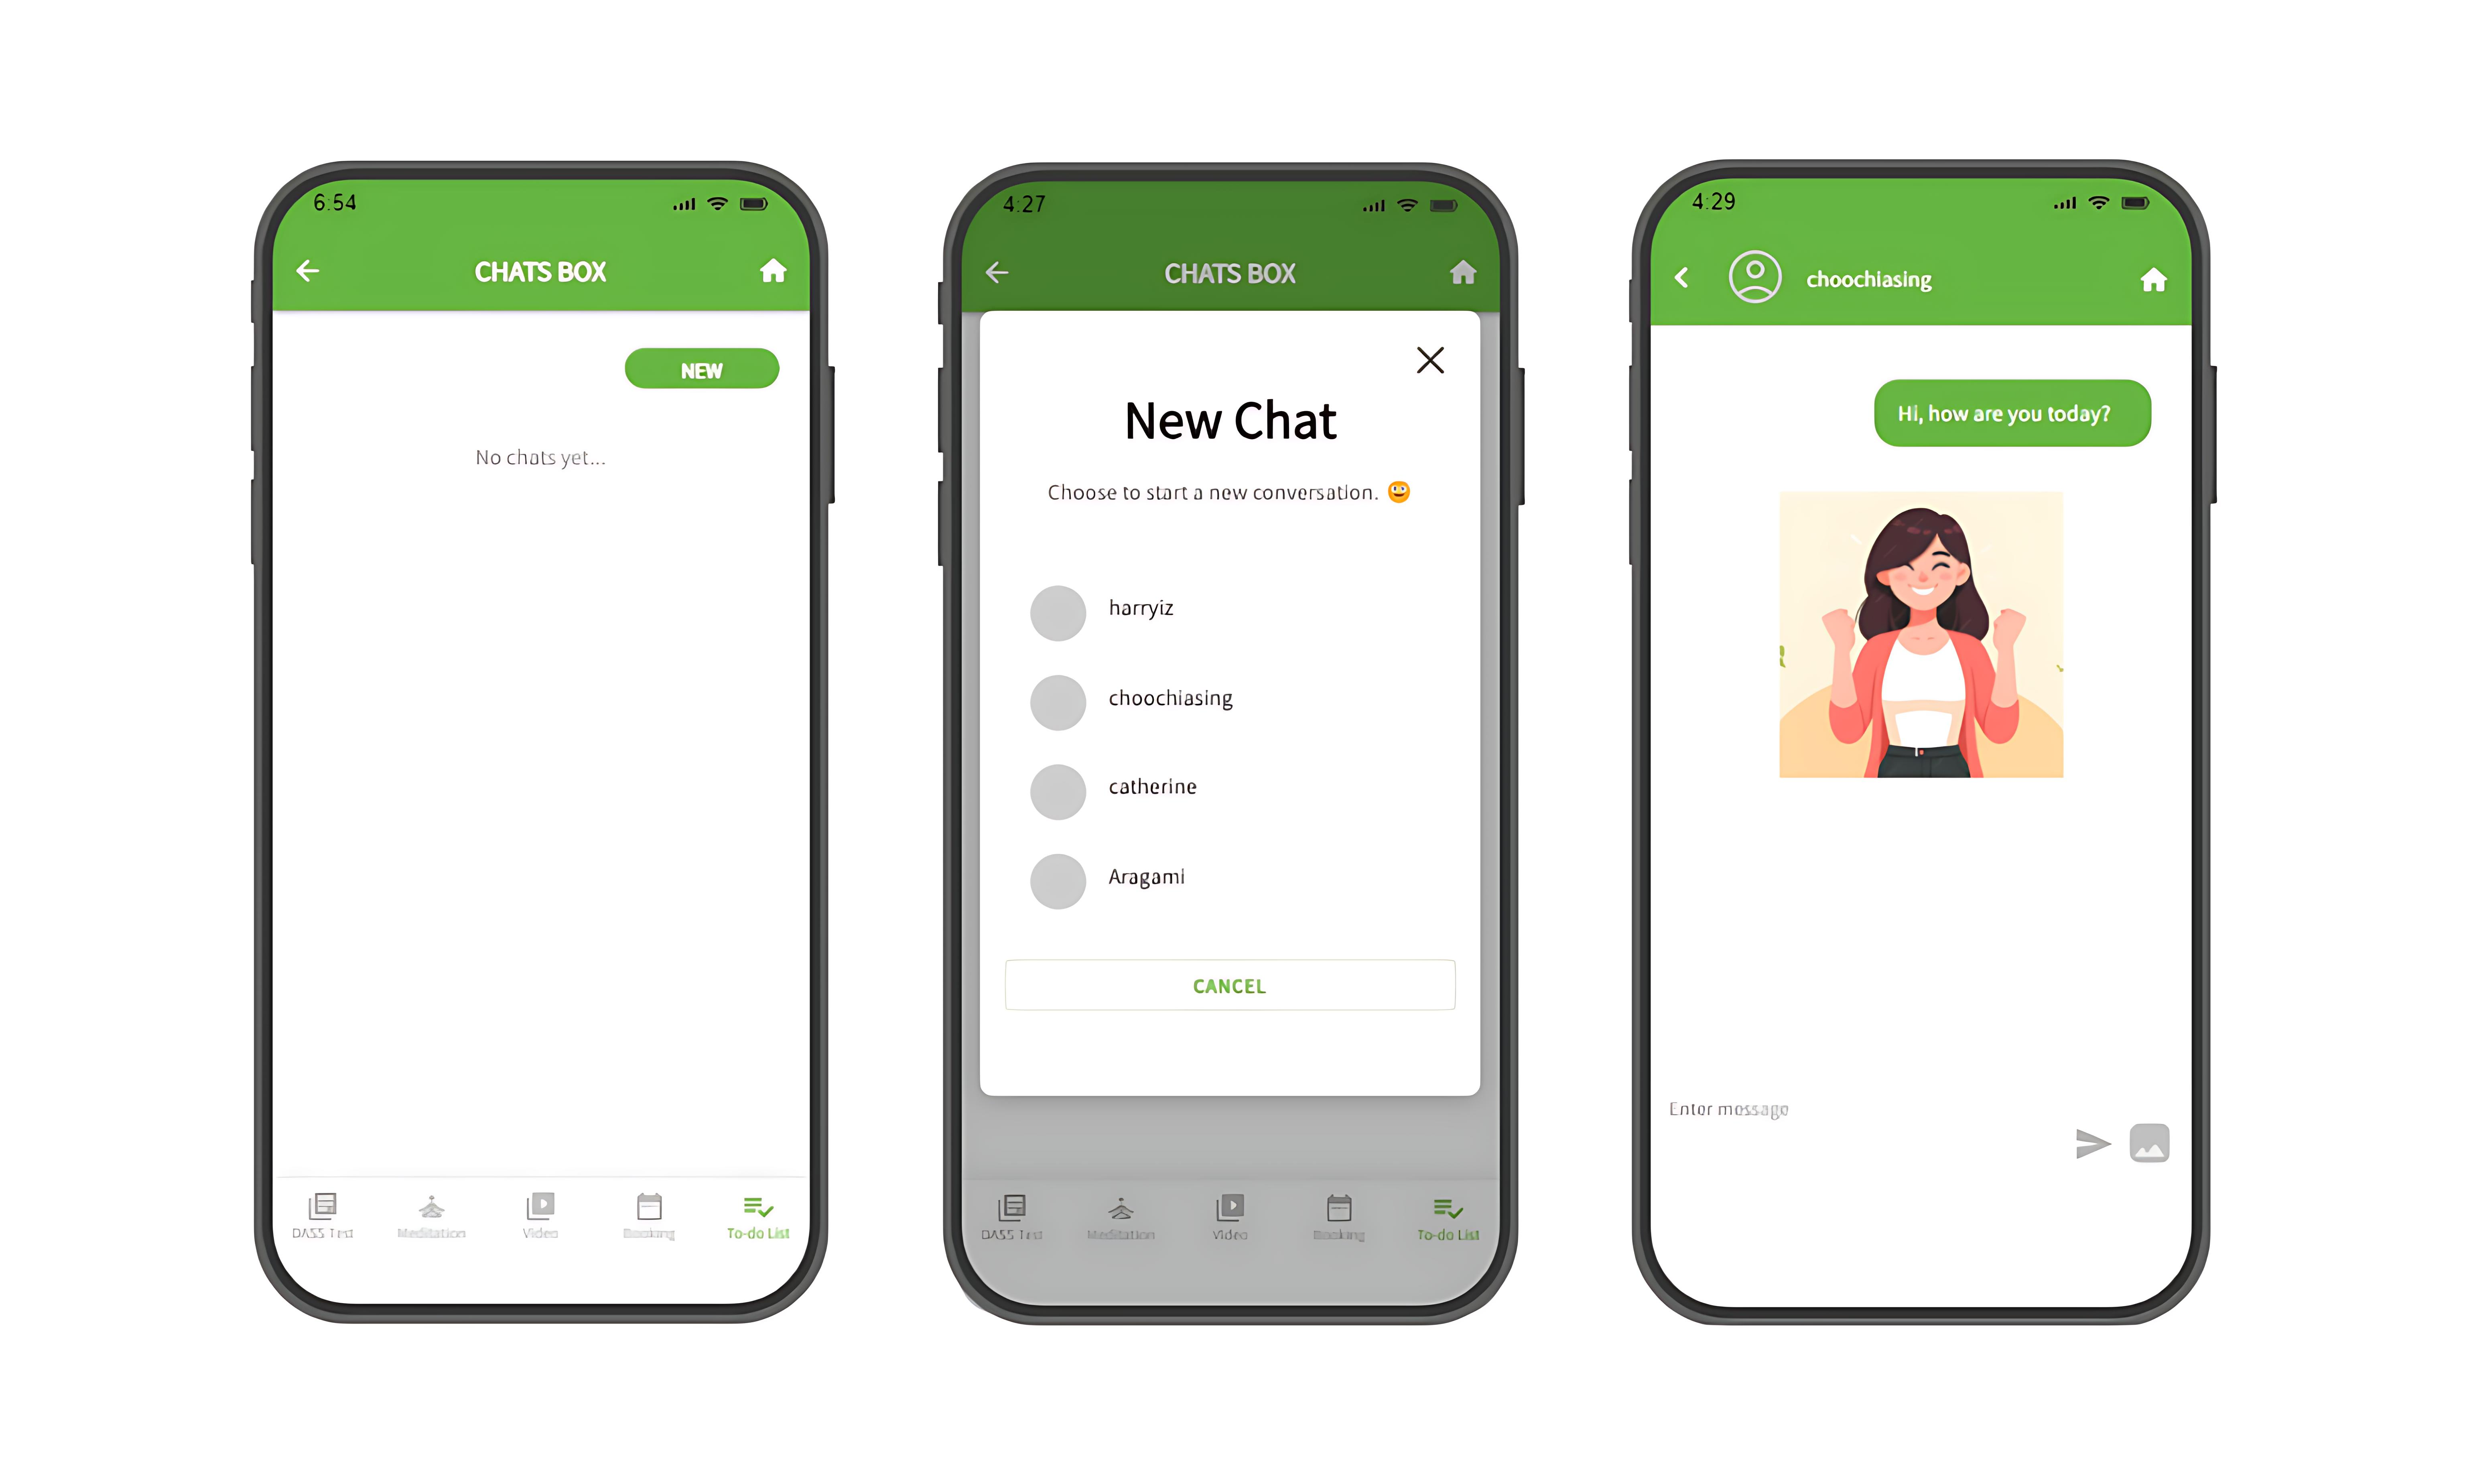 6:54
CHATS BOX
NEW
No chats yet...
DASS Test
Meditation
Video
Booking
To-do List
4:27
CHATS BOX
New Chat
Choose to start a new conversation. 😀
harryiz
choochiasing
catherine
Aragami
CANCEL
DASS Test
Meditation
Video
Booking
To-do List
4:29
choochiasing
Hi, how are you today?
Enter message